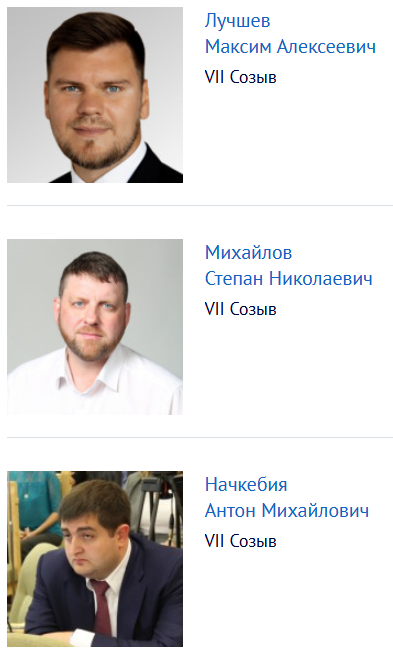 Лучшев
Максим Алексеевич
VII Созыв
Михайлов
Степан Николаевич
VII Созыв
Начкебия
Антон Михайлович
VII Созыв